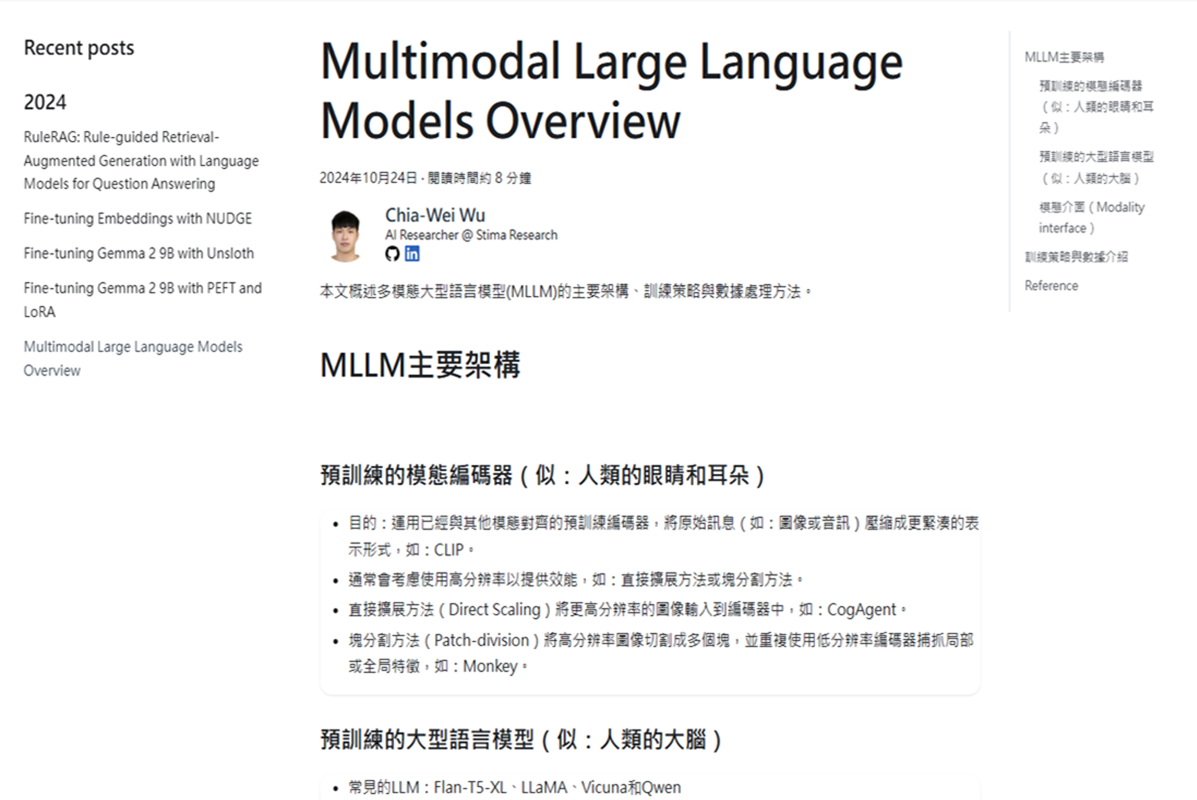 Recent posts
2024
RuleRAG: Rule-guided Retrieval-
Augmented Generation with Language
Models for Question Answering
Fine-tuning Embeddings with NUDGE
Fine-tuning Gemma 2 9B with Unsloth
Fine-tuning Gemma 2 9B with PEFT and
LoRA
Multimodal Large Language Models
Overview
Multimodal Large Language
Models Overview
2024年10月24日 · 閱讀時間約 8 分鐘
Chia-Wei Wu
AI Researcher @ Stima Research
in
本文概述多模態大型語言模型(MLLM)的主要架構、訓練策略與數據處理方法。
MLLM主要架構
預訓練的模態編碼器（似：人類的眼睛和耳朵）
目的：運用已經與其他模態對齊的預訓練編碼器，將原始訊息（如：圖像或音訊）壓縮成更緊湊的表
示形式，如：CLIP。
通常會考慮使用高分辨率以提供效能，如：直接擴展方法或塊分割方法。
直接擴展方法（Direct Scaling）將更高分辨率的圖像輸入到編碼器中，如：CogAgent。
塊分割方法（Patch-division）將高分辨率圖像切割成多個塊，並重複使用低分辨率編碼器捕抓局部
或全局特徵，如：Monkey。
預訓練的大型語言模型（似：人類的大腦）
常見的LLM：Flan-T5-XL、LLaMA、Vicuna和Qwen
MLLM主要架構
預訓練的模態編碼器
（似：人類的眼睛和耳
朵）
預訓練的大型語言模型
（似：人類的大腦）
模態介面（Modality
interface）
訓練策略與數據介紹
Reference